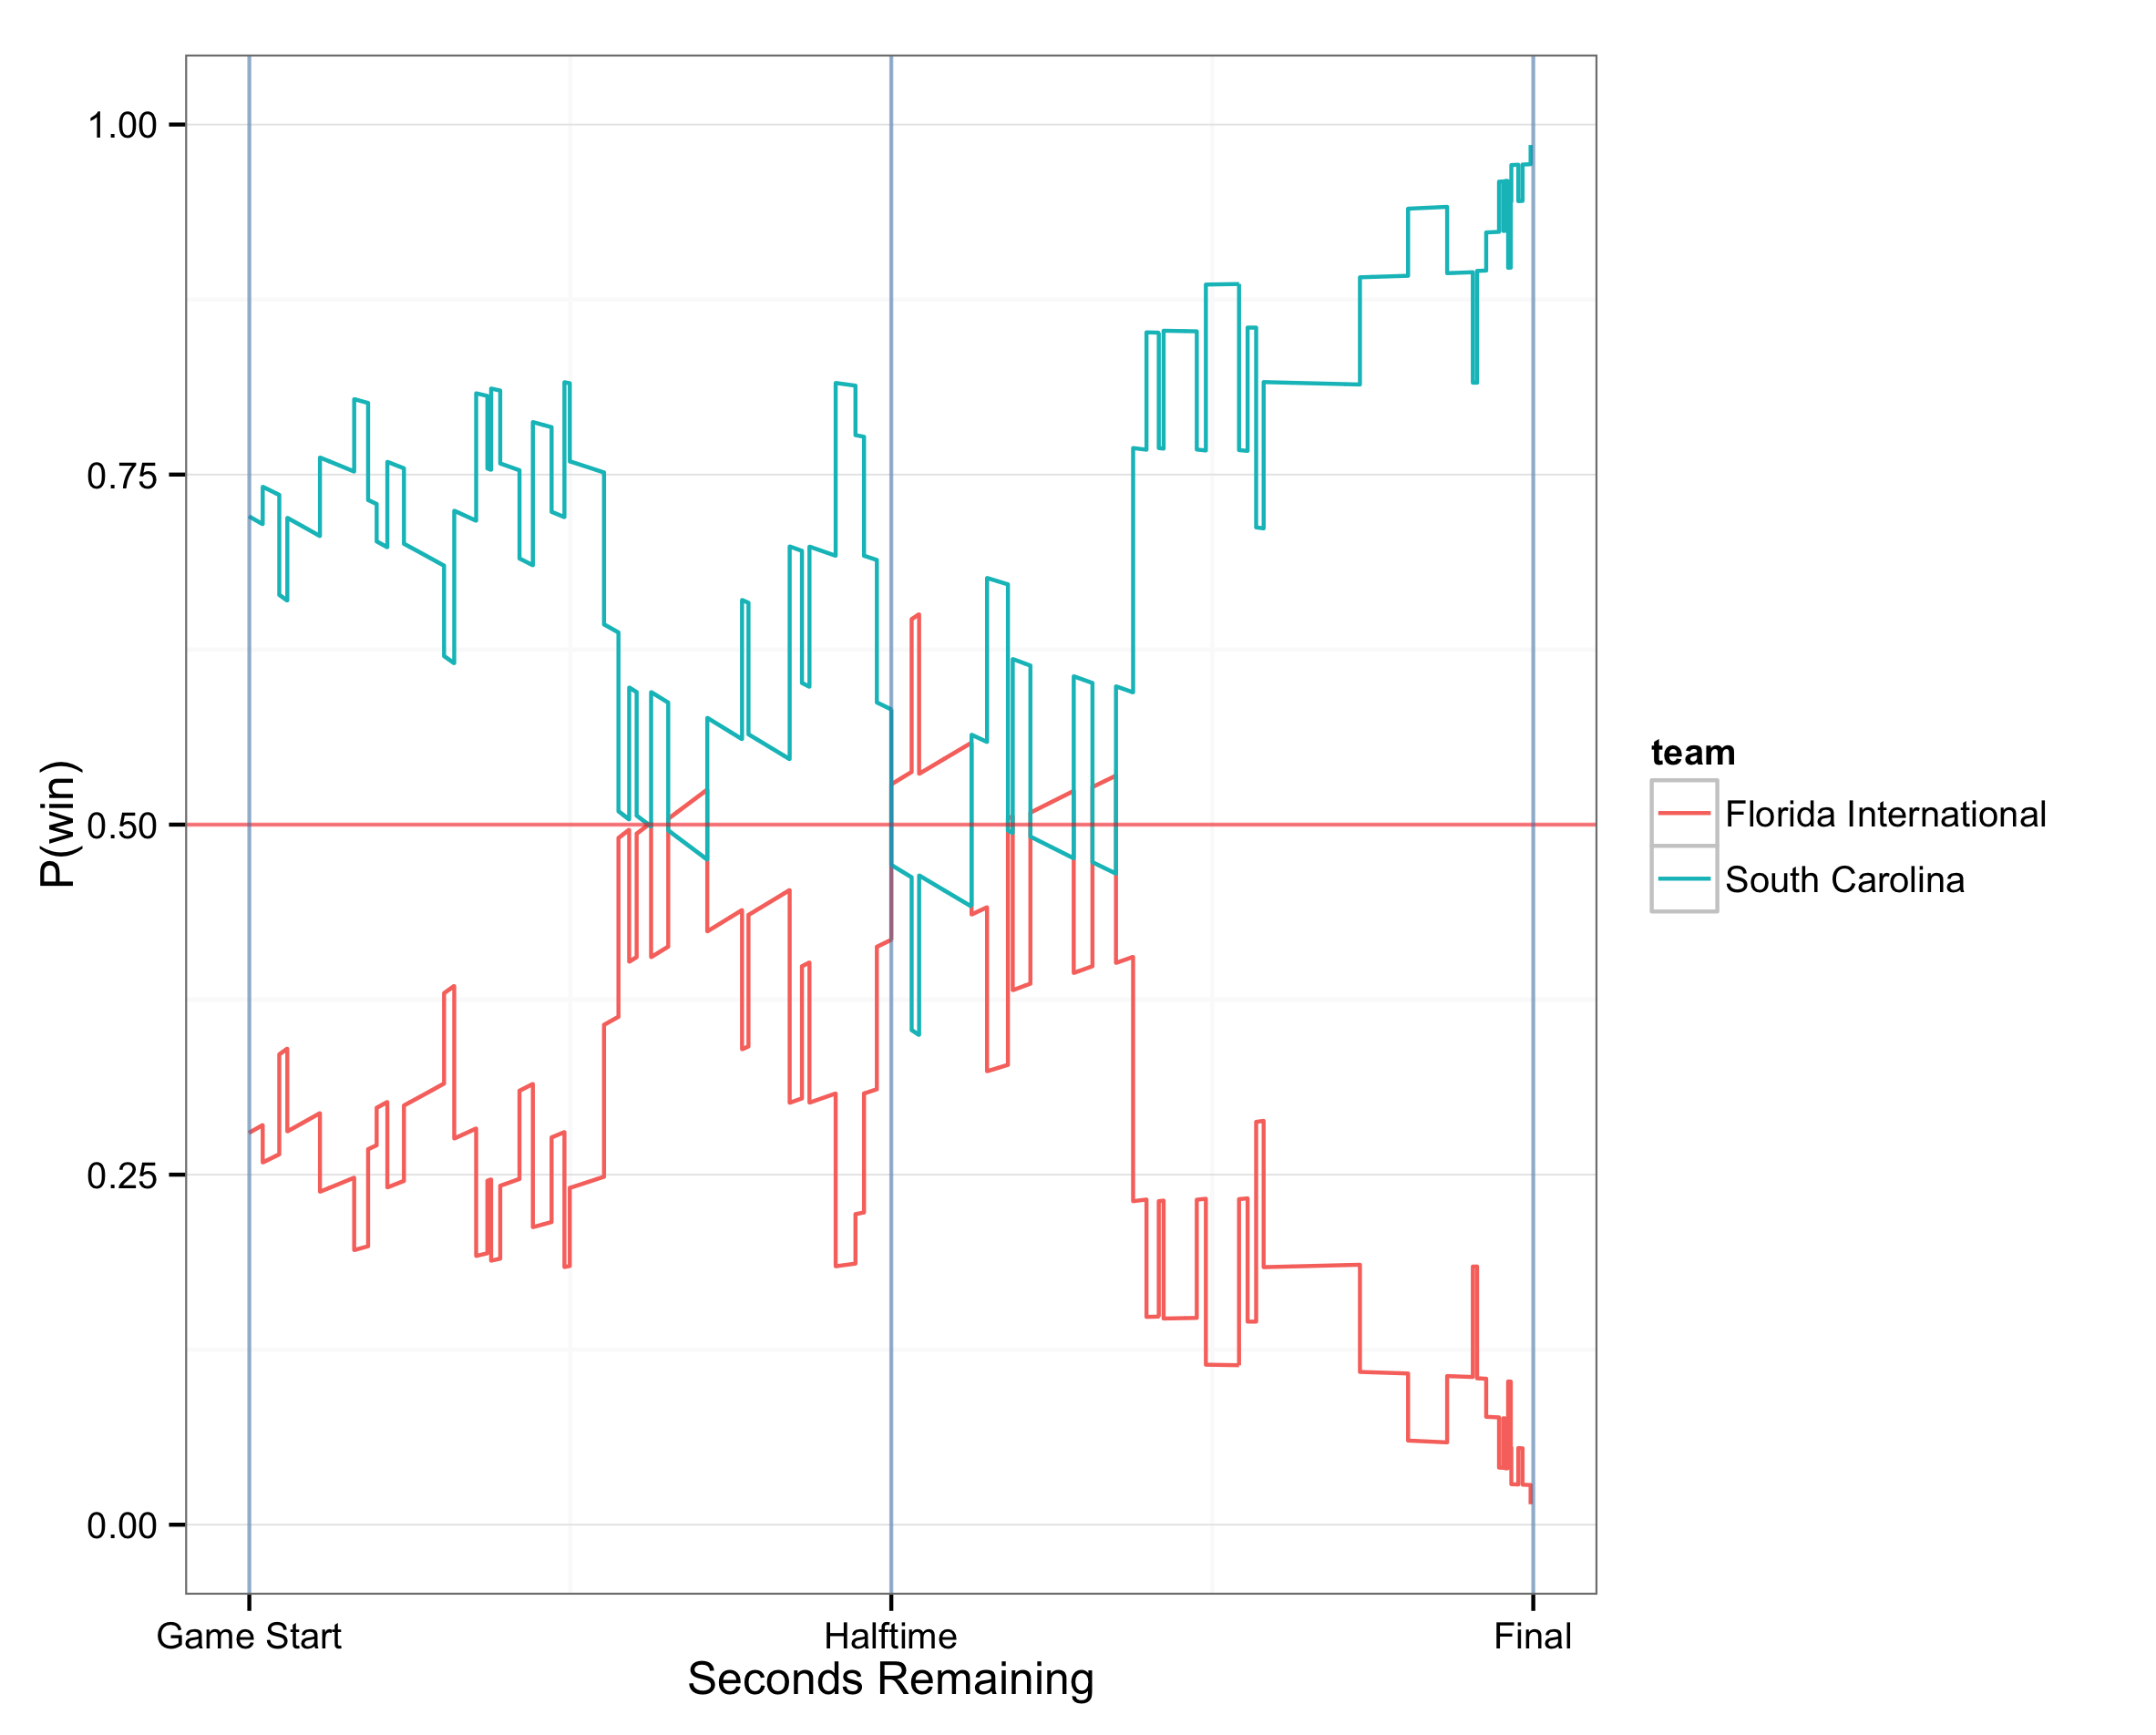 1.00
0.75
0.50
0.25
0.00
P(win)
Game Start
Halftime
Final
Seconds Remaining
team
Florida International
South Carolina